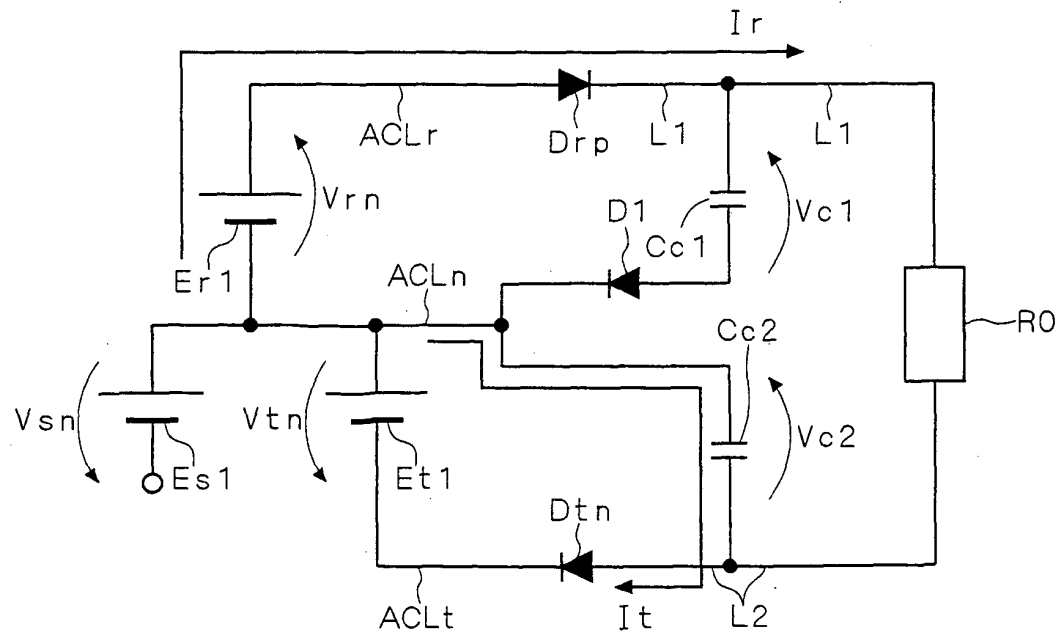 Ir
ACLr
Drp
L1
L1
Vrn
D1
Cc1
Vc1
Er1
ACLn
R0
Cc2
Vsn
Vtn
Vc2
Es1
Et1
Dtn
ACLt
It
L2